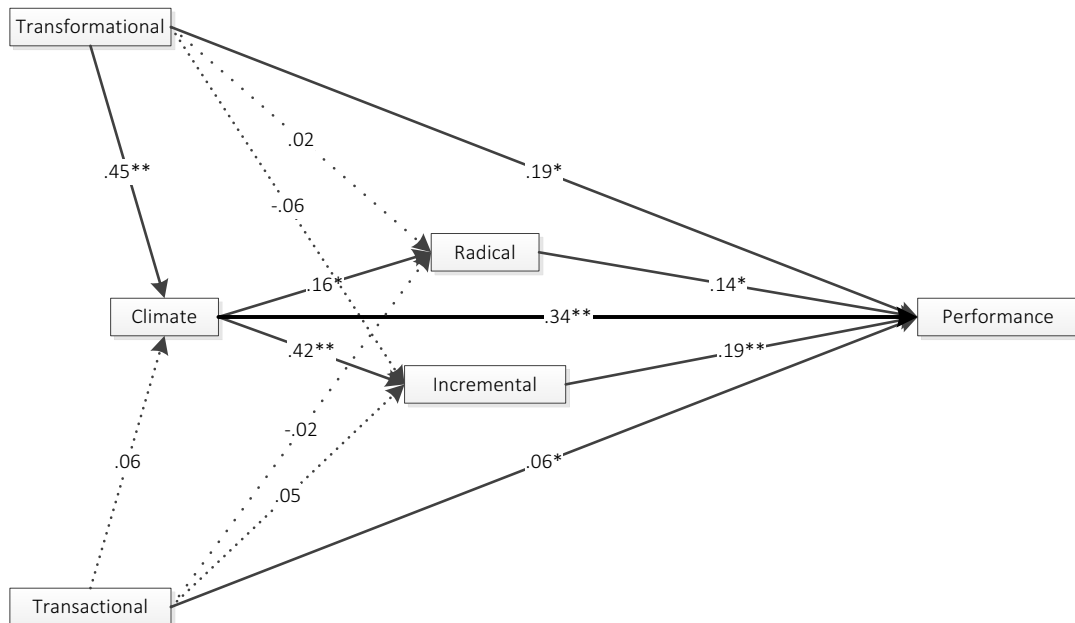 Transformational
.02
.45**
.19*
-.06
Radical
.16*
.14*
Climate
.34**
Performance
.42**
.19**
Incremental
-.02
.06
.06*
.05
Transactional